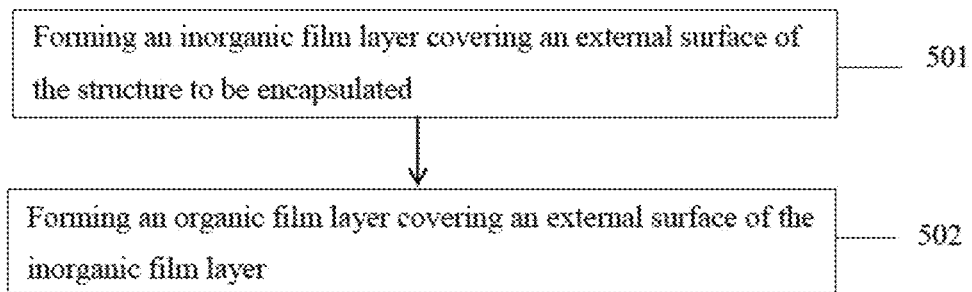 Forming an inorganic film layer covering an external surface of
the structure to be encapsulated
501
Forming an organic film layer covering an external surface of the
inorganic film layer
502